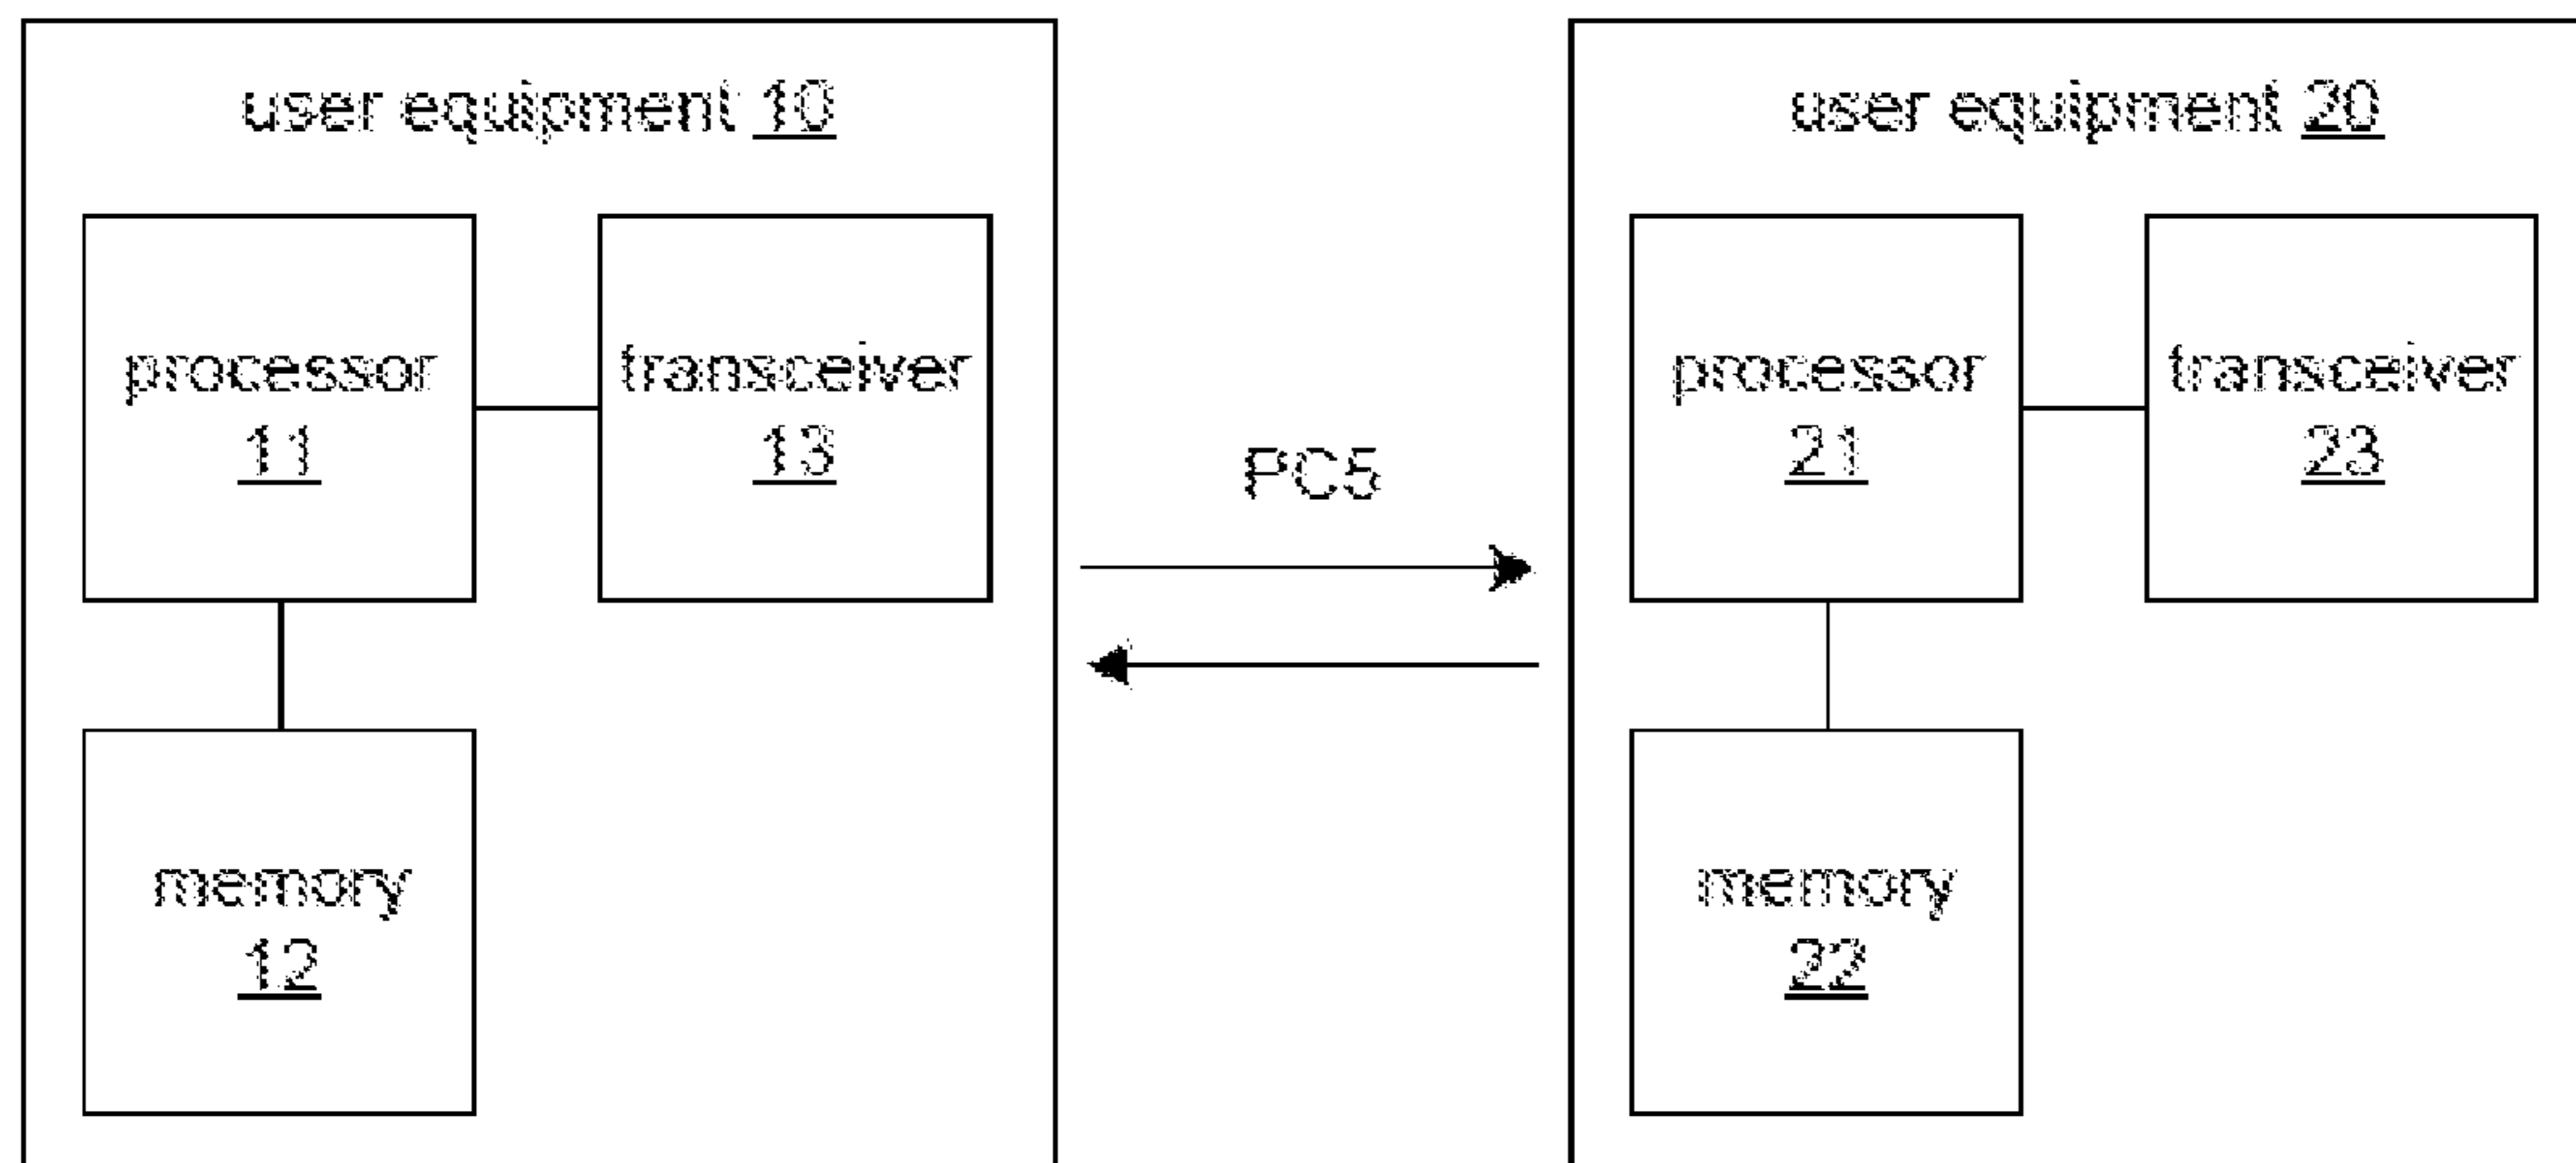 user equipment 10
processor
11
transceiver
13
memory
12
PC5
user equipment 20
processor
21
transceiver
23
memory
22